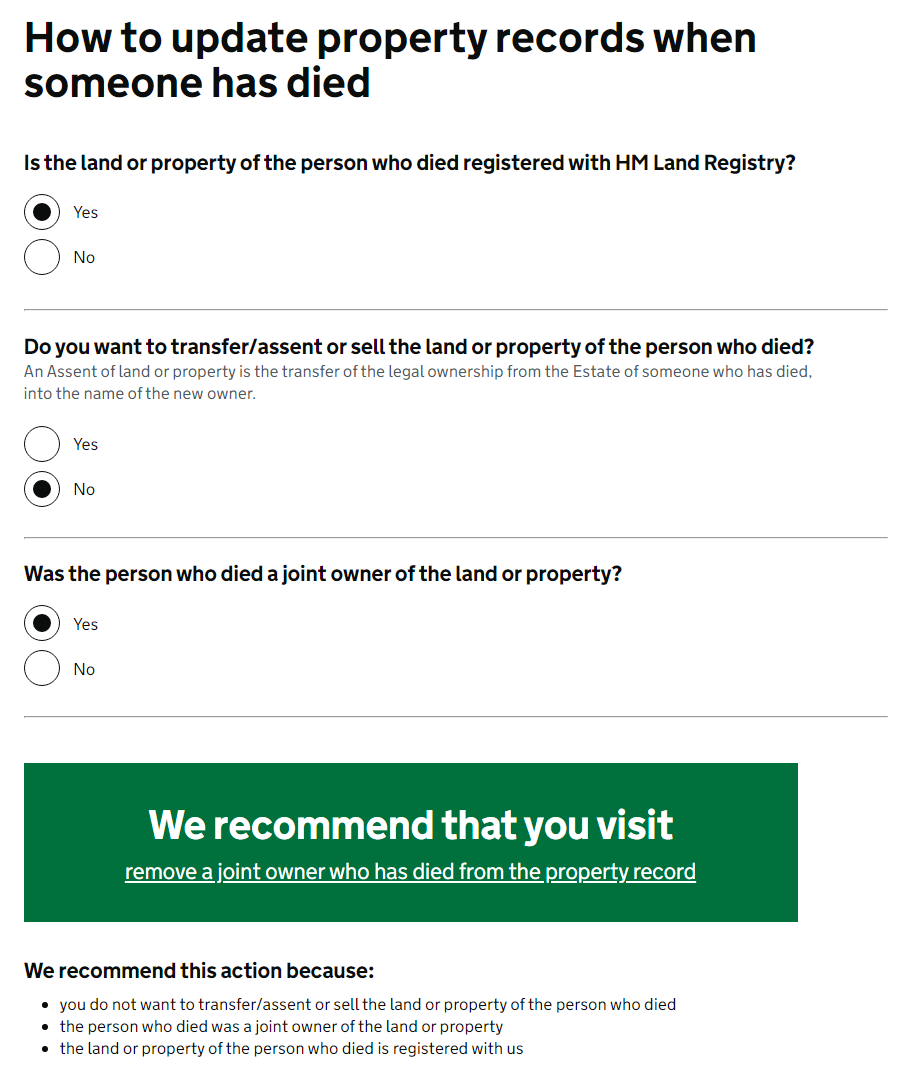 How to update property records when
someone has died
Is the land or property of the person who died registered with HM Land Registry?
Yes
No
Do you want to transfer/assent or sell the land or property of the person who died?
An Assent of land or property is the transfer of the legal ownership from the Estate of someone who has died,
into the name of the new owner.
Yes
No
Was the person who died a joint owner of the land or property?
Yes
No
We recommend that you visit
remove a joint owner who has died from the property record
We recommend this action because:
• you do not want to transfer/assent or sell the land or property of the person who died
• the person who died was a joint owner of the land or property
• the land or property of the person who died is registered with us